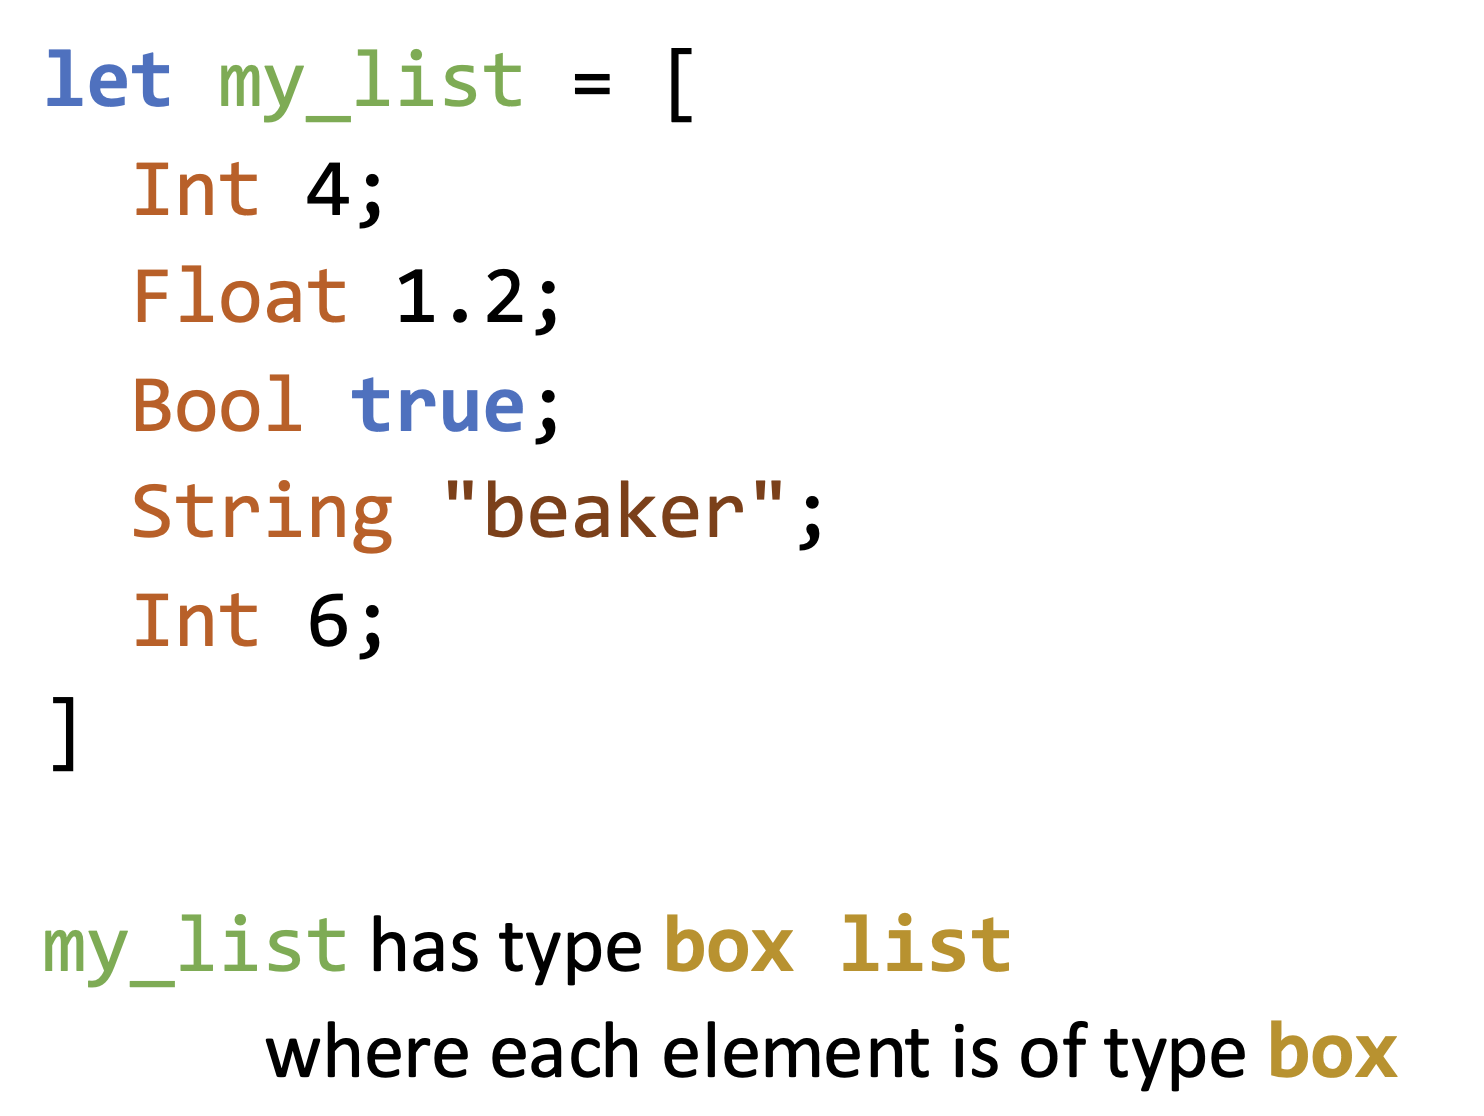 let my_list = [
Int 4;
Float 1.2;
Bool true;
String "beaker";
Int 6;
]
my_list has type box list
where each element is of type box